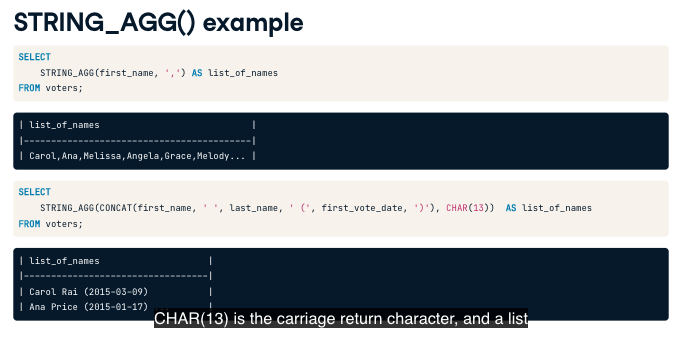 STRING_AGG() example
SELECT
STRING_AGG(first_name, ',') AS list_of_names
FROM voters;
| list_of_names |
|------------------------------------------|
| Carol,Ana,Melissa,Angela,Grace,Melody... |
SELECT
STRING_AGG(CONCAT(first_name, ' ', last_name, ' (', first_vote_date, ')'), CHAR(13)) AS list_of_names
FROM voters;
| list_of_names |
|----------------------------------|
| Carol Rai (2015-03-09) |
| Ana Price (2015-01-17) |
CHAR(13) is the carriage return character, and a list